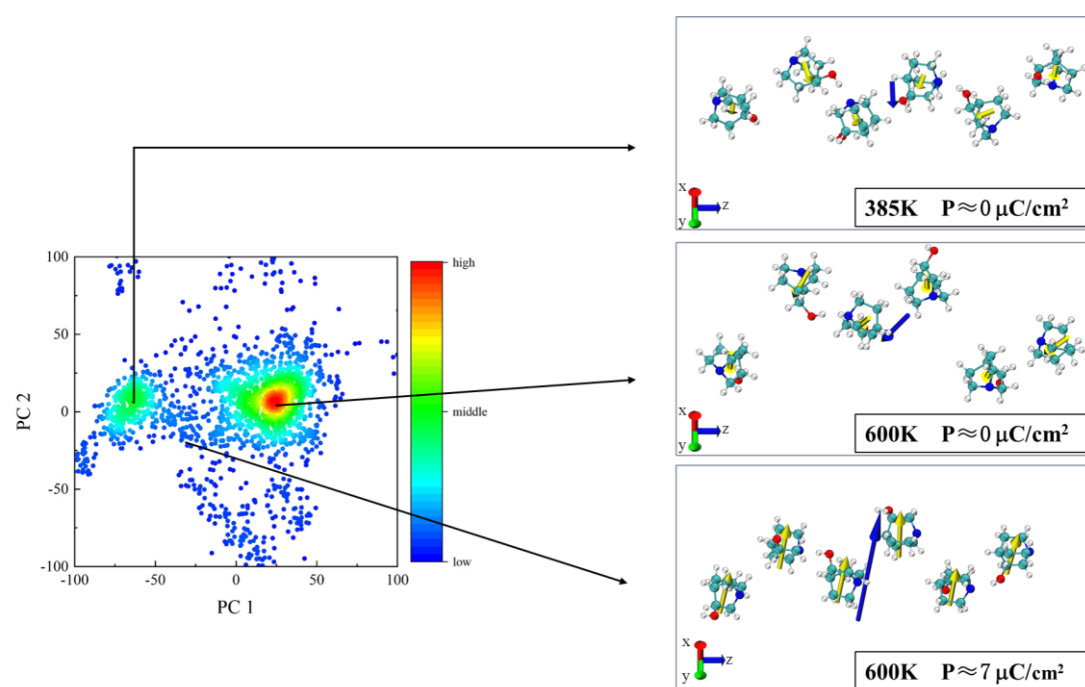 x
y
z
385K P≈0 μC/cm²
x
y
z
600K P≈0 μC/cm²
x
y
z
600K P≈7 μC/cm²
100
50
0
-50
-100
PC 2
-100
-50
0
50
100
PC 1
high
middle
low